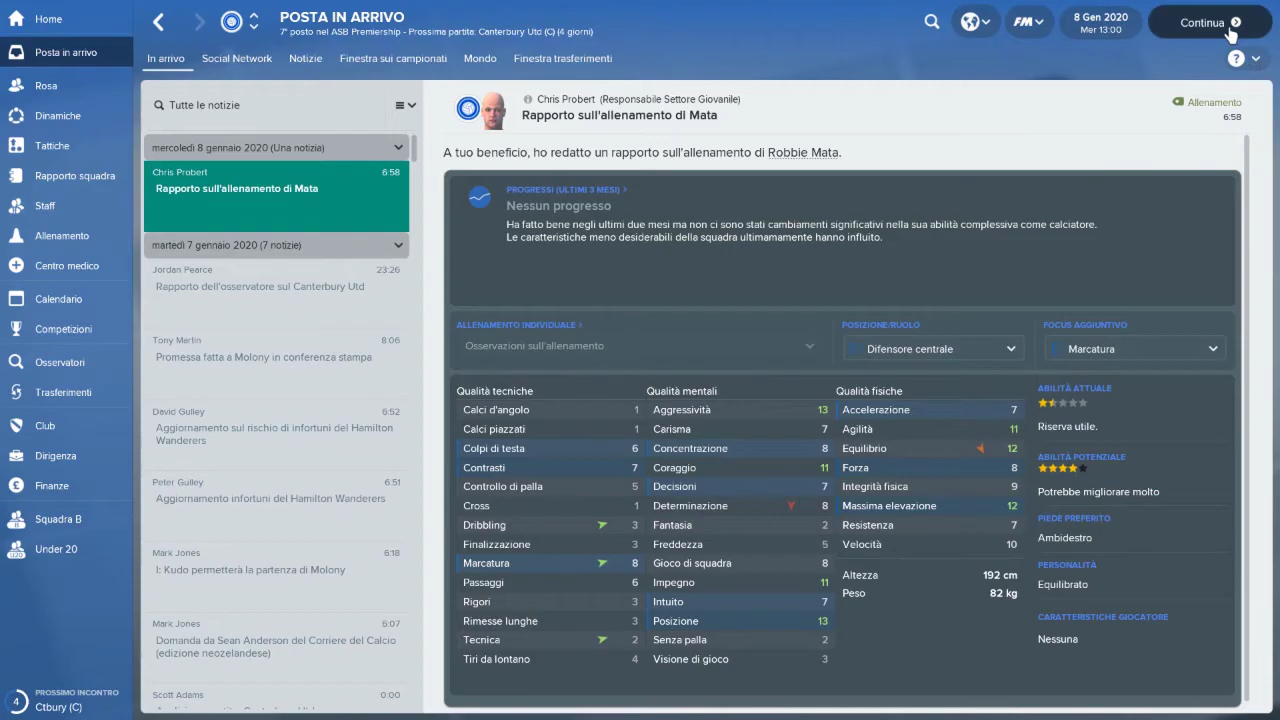 Home
Posta in arrivo
Rosa
Dinamiche
Tattiche
Rapporto squadra
Staff
Allenamento
Centro medico
Calendario
Competizioni
Osservatori
Trasferimenti
Club
Dirigenza
Finanze
Squadra B
Under 20
4
PROSSIMO INCONTRO
Ctbury (C)
POSTA IN ARRIVO
7° posto nel ASB Premiership - Prossima partita: Canterbury Utd (C) (4 giorni)
FM
8 Gen 2020
Mer 13:00
Continua
In arrivo Social Network Notizie Finestra sui campionati Mondo Finestra trasferimenti
?
Tutte le notizie
mercoledì 8 gennaio 2020 (Una notizia)
Chris Probert 6:58
Rapporto sull'allenamento di Mata
martedì 7 gennaio 2020 (7 notizie)
Jordan Pearce 23:26
Rapporto dell'osservatore sul Canterbury Utd
Tony Martin 8:06
Promessa fatta a Molony in conferenza stampa
David Gulley 6:52
Aggiornamento sul rischio di infortuni del Hamilton
Wanderers
Peter Gulley 6:51
Aggiornamento infortuni del Hamilton Wanderers
Mark Jones 6:18
I: Kudo permetterà la partenza di Molony
Mark Jones 6:07
Domanda da Sean Anderson del Corriere del Calcio
(edizione neozelandese)
Scott Adams 0:00
Chris Probert (Responsabile Settore Giovanile)
Rapporto sull'allenamento di Mata
Allenamento
6:58
A tuo beneficio, ho redatto un rapporto sull'allenamento di Robbie Mata.
PROGRESSI (ULTIMI 3 MESI) >
Nessun progresso
Ha fatto bene negli ultimi due mesi ma non ci sono stati cambiamenti significativi nella sua abilità complessiva come calciatore.
Le caratteristiche meno desiderabili della squadra ultimamamente hanno influito.
ALLENAMENTO INDIVIDUALE >
Osservazioni sull'allenamento
POSIZIONE/RUOLO
Difensore centrale
FOCUS AGGIUNTIVO
Marcatura
Qualità tecniche
Calci d'angolo 1
Calci piazzati 1
Colpi di testa 6
Contrasti 7
Controllo di palla 5
Cross 1
Dribbling 3
Finalizzazione 3
Marcatura 8
Passaggi 6
Rigori 3
Rimesse lunghe 3
Tecnica 2
Tiri da lontano 4
Qualità mentali
Aggressività 13
Carisma 7
Concentrazione 8
Coraggio 11
Decisioni 7
Determinazione 8
Fantasia 2
Freddezza 5
Gioco di squadra 8
Impegno 11
Intuito 7
Posizione 13
Senza palla 2
Visione di gioco 3
Qualità fisiche
Accelerazione 7
Agilità 11
Equilibrio 12
Forza 8
Integrità fisica 9
Massima elevazione 12
Resistenza 7
Velocità 10
Altezza 192 cm
Peso 82 kg
ABILITÀ ATTUALE
Riserva utile.
ABILITÀ POTENZIALE
Potrebbe migliorare molto
PIEDE PREFERITO
Ambidestro
PERSONALITÀ
Equilibrato
CARATTERISTICHE GIOCATORE
Nessuna